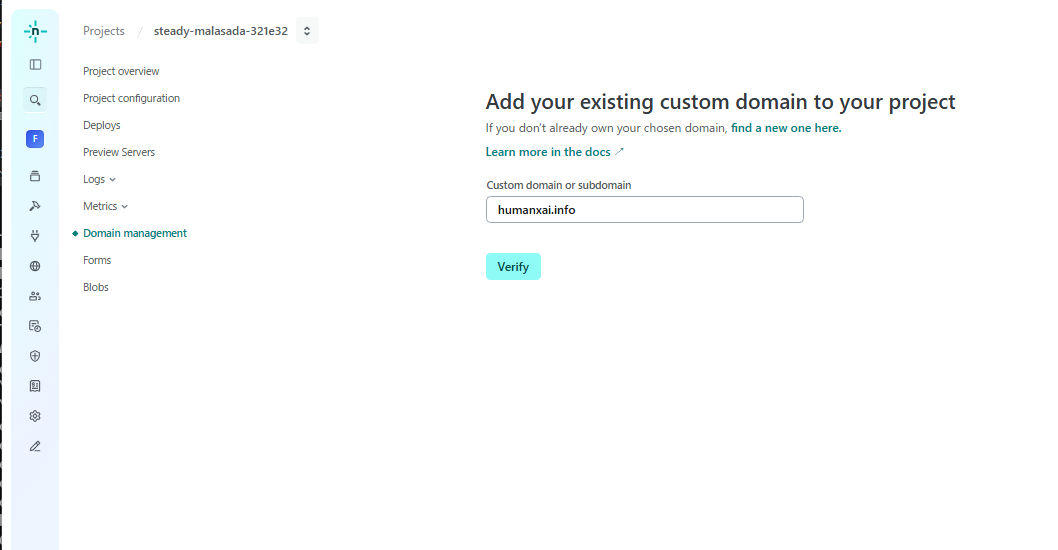 Projects / steady-malasada-321e32
Project overview
Project configuration
Deploys
Preview Servers
Logs
Metrics
Domain management
Forms
Blobs
n
F
Add your existing custom domain to your project
If you don't already own your chosen domain, find a new one here.
Learn more in the docs ↗
Custom domain or subdomain
humanxai.info
Verify